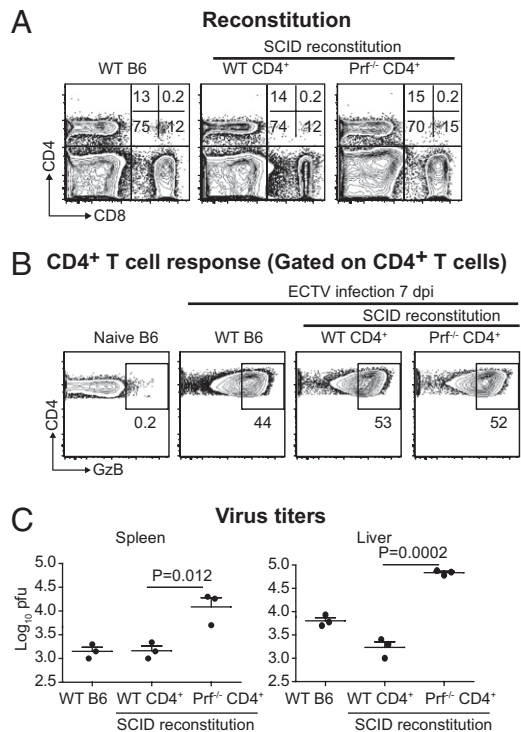 A
Reconstitution
SCID reconstitution
WT B6
WT CD4+
Prf-/- CD4+
13 0.2
75 12
14 0.2
74 12
15 0.2
70 15
CD4
CD8
B CD4+ T cell response (Gated on CD4+ T cells)
ECTV infection 7 dpi
SCID reconstitution
Naive B6
WT B6
WT CD4+
Prf-/- CD4+
0.2
44
53
52
CD4
GzB
C
Virus titers
Spleen
Liver
P=0.012
P=0.0002
Log10 pfu
5.0
4.5
4.0
3.5
3.0
2.5
5.0
4.5
4.0
3.5
3.0
2.5
WT B6 WT CD4+ Prf-/- CD4+
SCID reconstitution
WT B6 WT CD4+ Prf-/- CD4+
SCID reconstitution